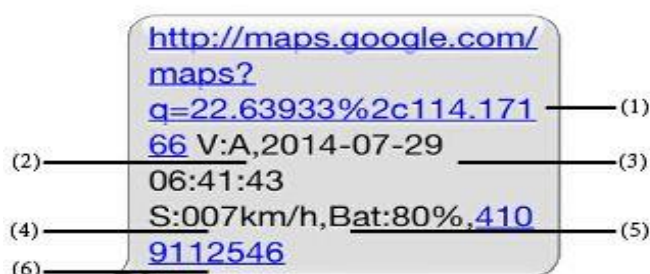 http://maps.google.com/
maps?
q=22.63933%2c114.171
66 V:A,2014-07-29
06:41:43
S:007km/h,Bat:80%,410
9112546
(1)
(2)
(3)
(4)
(5)
(6)